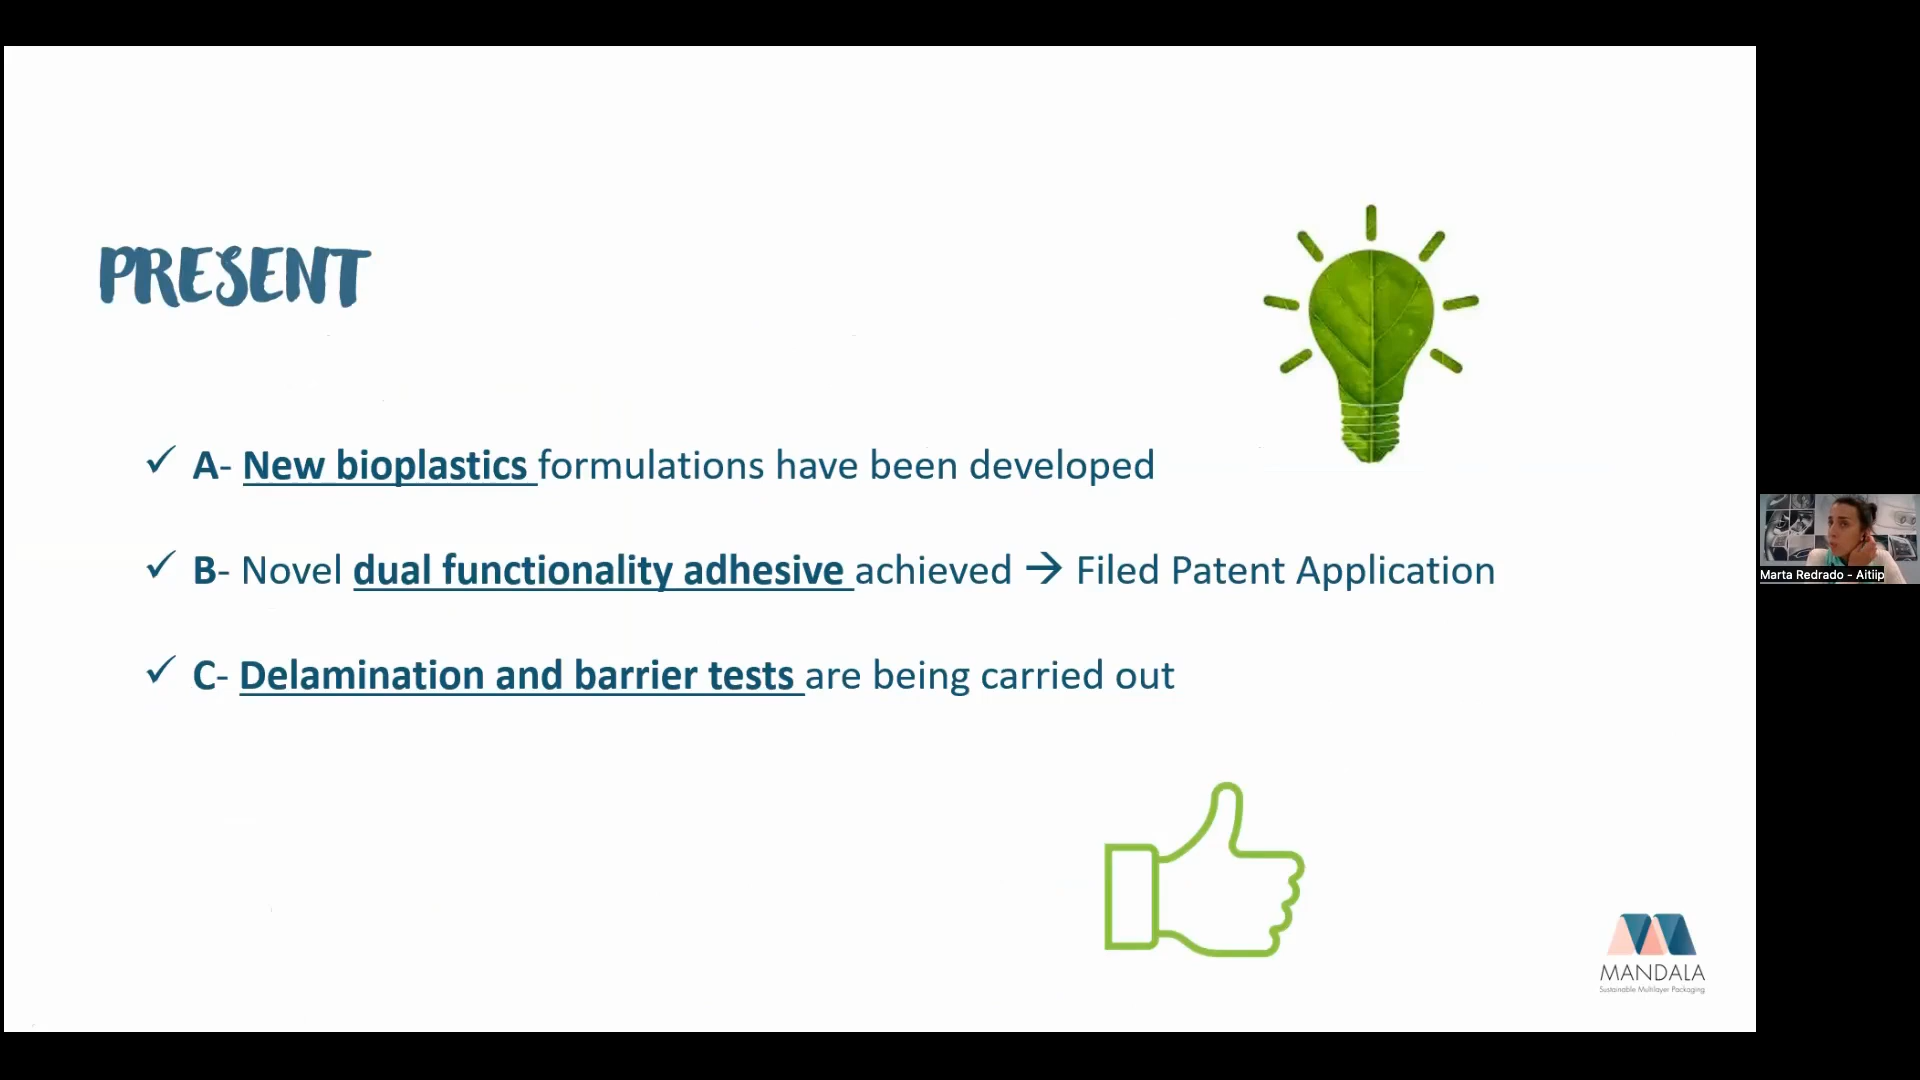 PRESENT
✓ A- New bioplastics formulations have been developed
✓ B- Novel dual functionality adhesive achieved → Filed Patent Application
✓ C- Delamination and barrier tests are being carried out
MANDALA
Sustainable Multilayer Packaging
Marta Redrado - Aitiip